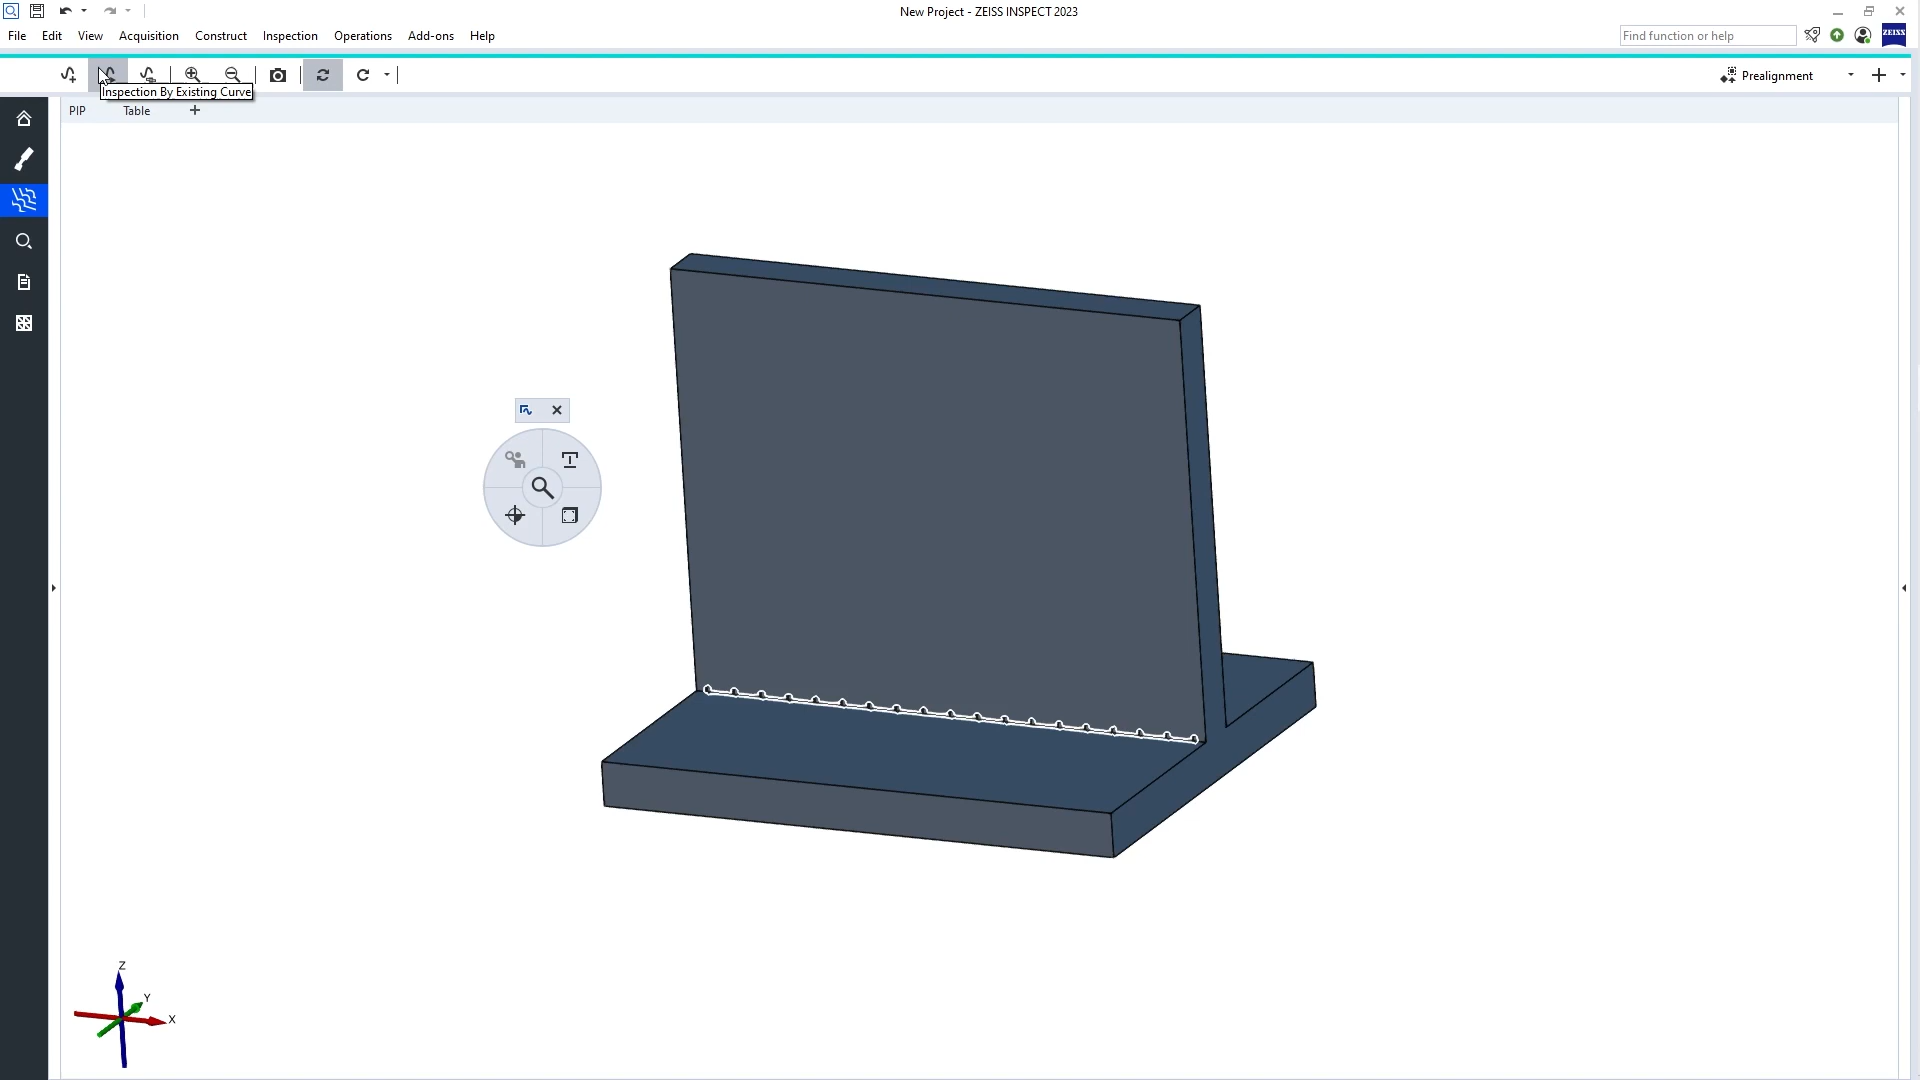 New Project - ZEISS INSPECT 2023
File Edit View Acquisition Construct Inspection Operations Add-ons Help
Find function or help
ZEISS
Prealignment
Inspection By Existing Curve
PIP Table
Z
Y
X